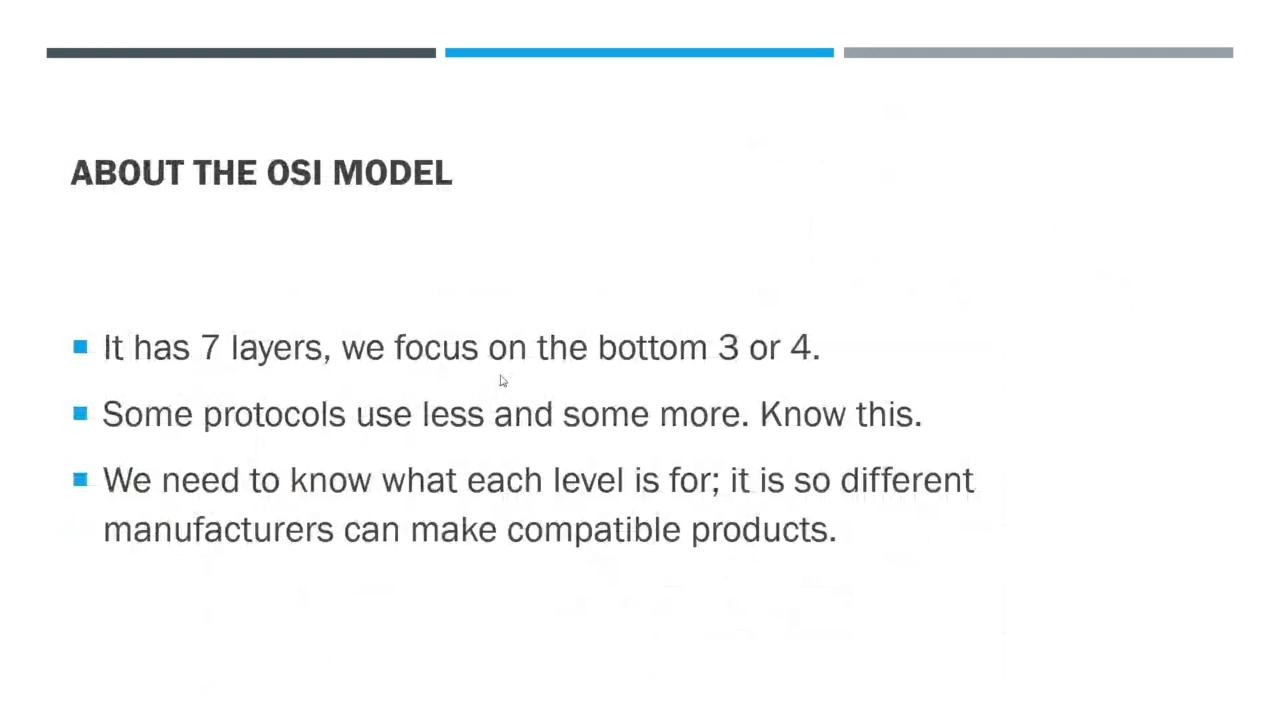 ABOUT THE OSI MODEL
It has 7 layers, we focus on the bottom 3 or 4.
Some protocols use less and some more. Know this.
We need to know what each level is for; it is so different
manufacturers can make compatible products.